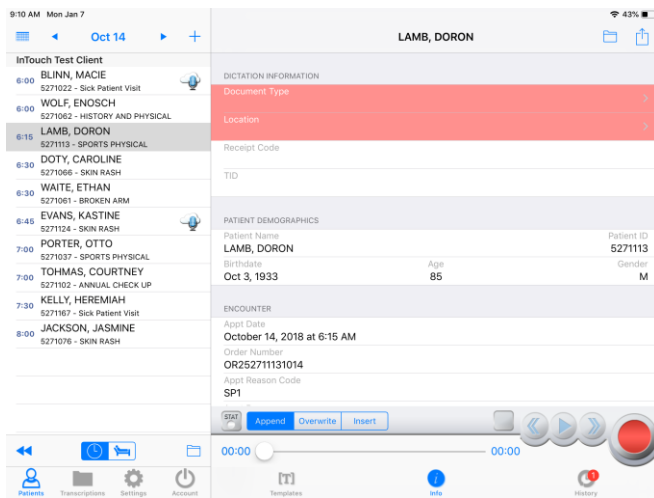 9:10 AM Mon Jan 7
43%
Oct 14
InTouch Test Client
6:00 BLINN, MACIE
5271022 - Sick Patient Visit
6:00 WOLF, ENOSCH
5271062 - HISTORY AND PHYSICAL
6:15 LAMB, DORON
5271113 - SPORTS PHYSICAL
6:30 DOTY, CAROLINE
5271066 - SKIN RASH
6:30 WAITE, ETHAN
5271061 - BROKEN ARM
6:45 EVANS, KASTINE
5271124 - SKIN RASH
7:00 PORTER, OTTO
5271037 - SPORTS PHYSICAL
7:00 TOHMAS, COURTNEY
5271102 - ANNUAL CHECK UP
7:30 KELLY, HEREMIAH
5271167 - Sick Patient Visit
8:00 JACKSON, JASMINE
5271076 - SKIN RASH
Patients Transcriptions Settings Account
LAMB, DORON
DICTATION INFORMATION
Document Type
Location
Receipt Code
TID
PATIENT DEMOGRAPHICS
Patient Name Patient ID
LAMB, DORON 5271113
Birthdate Age Gender
Oct 3, 1933 85 M
ENCOUNTER
Appt Date
October 14, 2018 at 6:15 AM
Order Number
OR252711131014
Appt Reason Code
SP1
STAT Append Overwrite Insert
00:00 00:00
[T] 1
Templates Info History